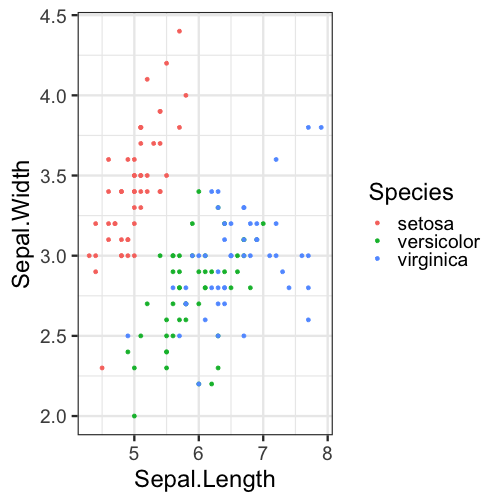 4.5
4.0
3.5
3.0
2.5
2.0
Sepal.Width
5 6 7 8
Sepal.Length
Species
setosa
versicolor
virginica